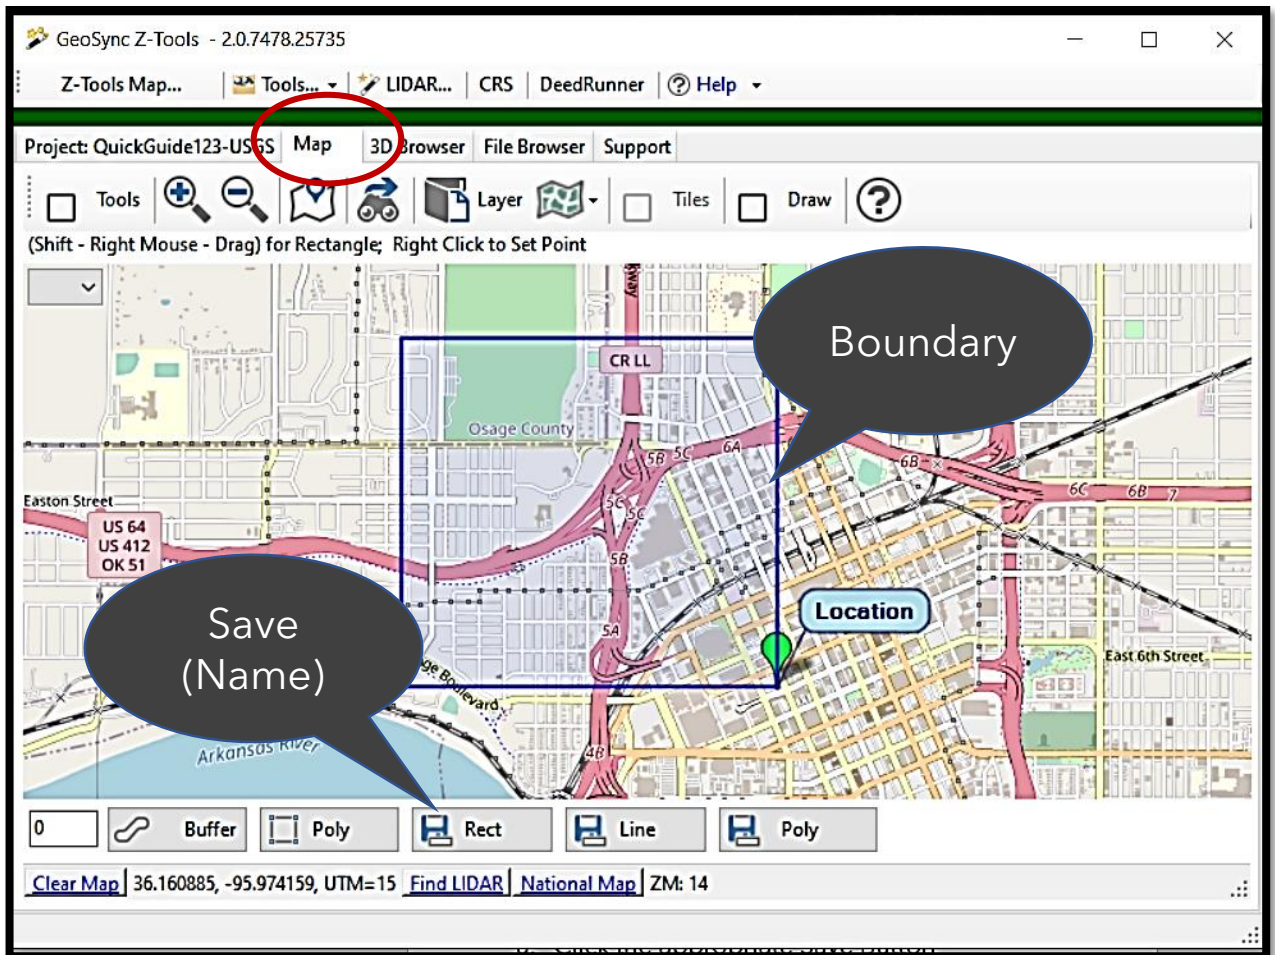 GeoSync Z-Tools - 2.0.7478.25735
Z-Tools Map... Tools... LIDAR... CRS DeedRunner Help
Project: QuickGuide123-USGS Map 3D Browser File Browser Support
Tools Layer Tiles Draw
(Shift - Right Mouse - Drag) for Rectangle; Right Click to Set Point
Boundary
CR LL
Osage County
5B 5C 6A
6B
6C 6B 7
Easton Street
5C
5C
US 64
US 412
OK 51
5B
Location
Save
(Name)
5A
East 6th Street
Boulevard
Arkansas River
4B
0 Buffer Poly Rect Line Poly
Clear Map 36.160885, -95.974159, UTM=15 Find LIDAR National Map ZM: 14